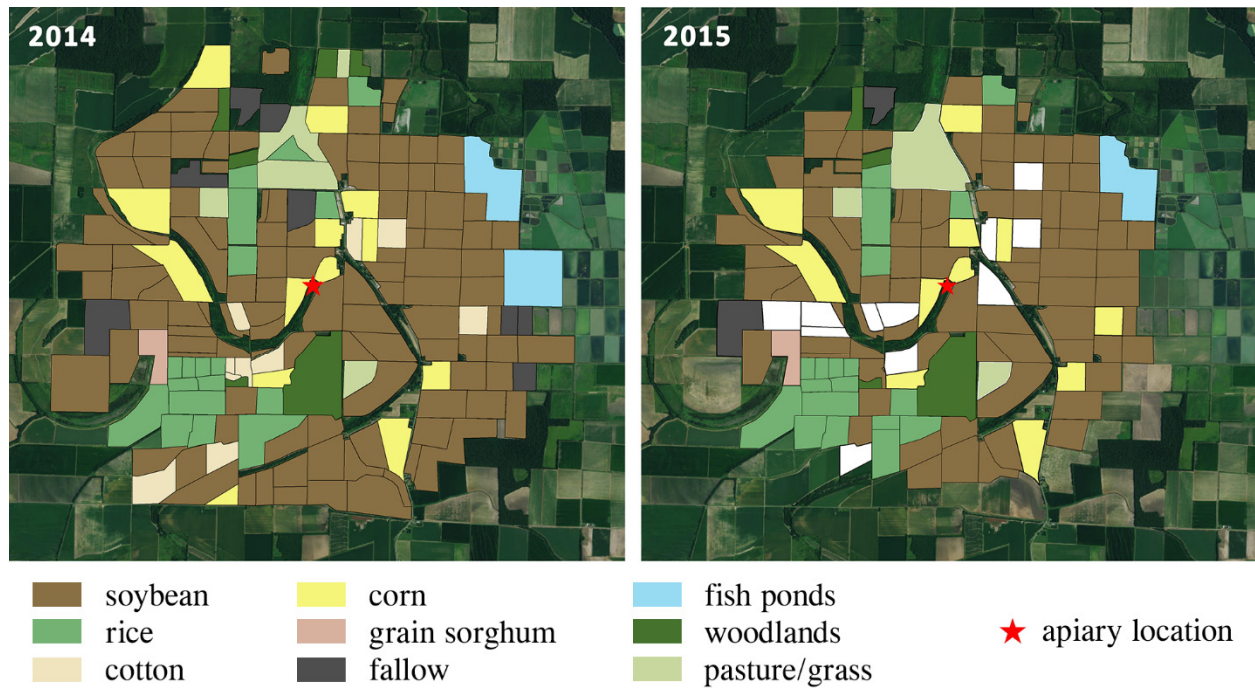 2014
2015
soybean
corn
fish ponds
rice
grain sorghum
woodlands
apiary location
cotton
fallow
pasture/grass